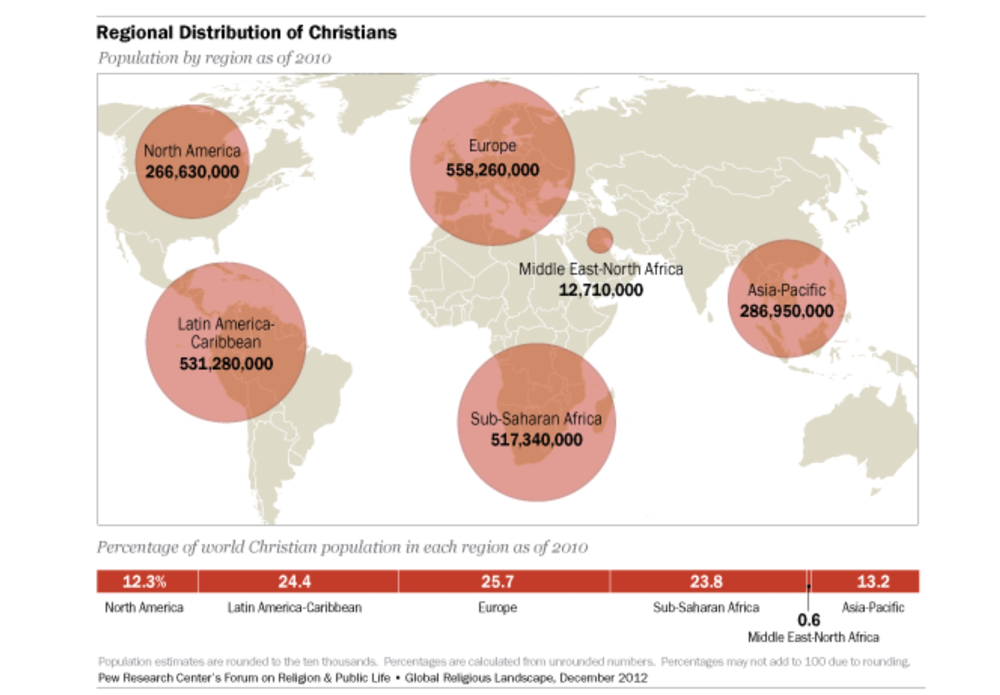 Regional Distribution of Christians
Population by region as of 2010
North America
266,630,000
Europe
558,260,000
Middle East-North Africa
12,710,000
Asia-Pacific
286,950,000
Latin America-
Caribbean
531,280,000
Sub-Saharan Africa
517,340,000
Percentage of world Christian population in each region as of 2010
12.3% 24.4 25.7 23.8 13.2
North America Latin America-Caribbean Europe Sub-Saharan Africa Asia-Pacific
0.6
Middle East-North Africa
Population estimates are rounded to the ten thousands. Percentages are calculated from unrounded numbers. Percentages may not add to 100 due to rounding.
Pew Research Center's Forum on Religion & Public Life • Global Religious Landscape, December 2012